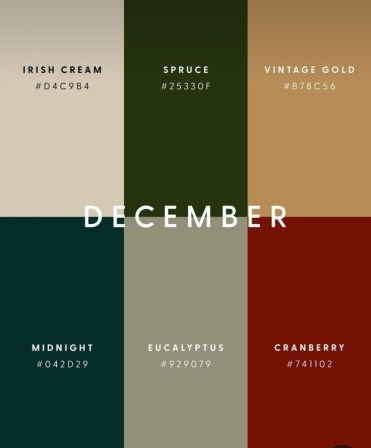 IRISH CREAM
#D4C9B4
SPRUCE
#25330F
VINTAGE GOLD
#B78C56
DECEMBER
MIDNIGHT
#042D29
EUCALYPTUS
#929079
CRANBERRY
#741102